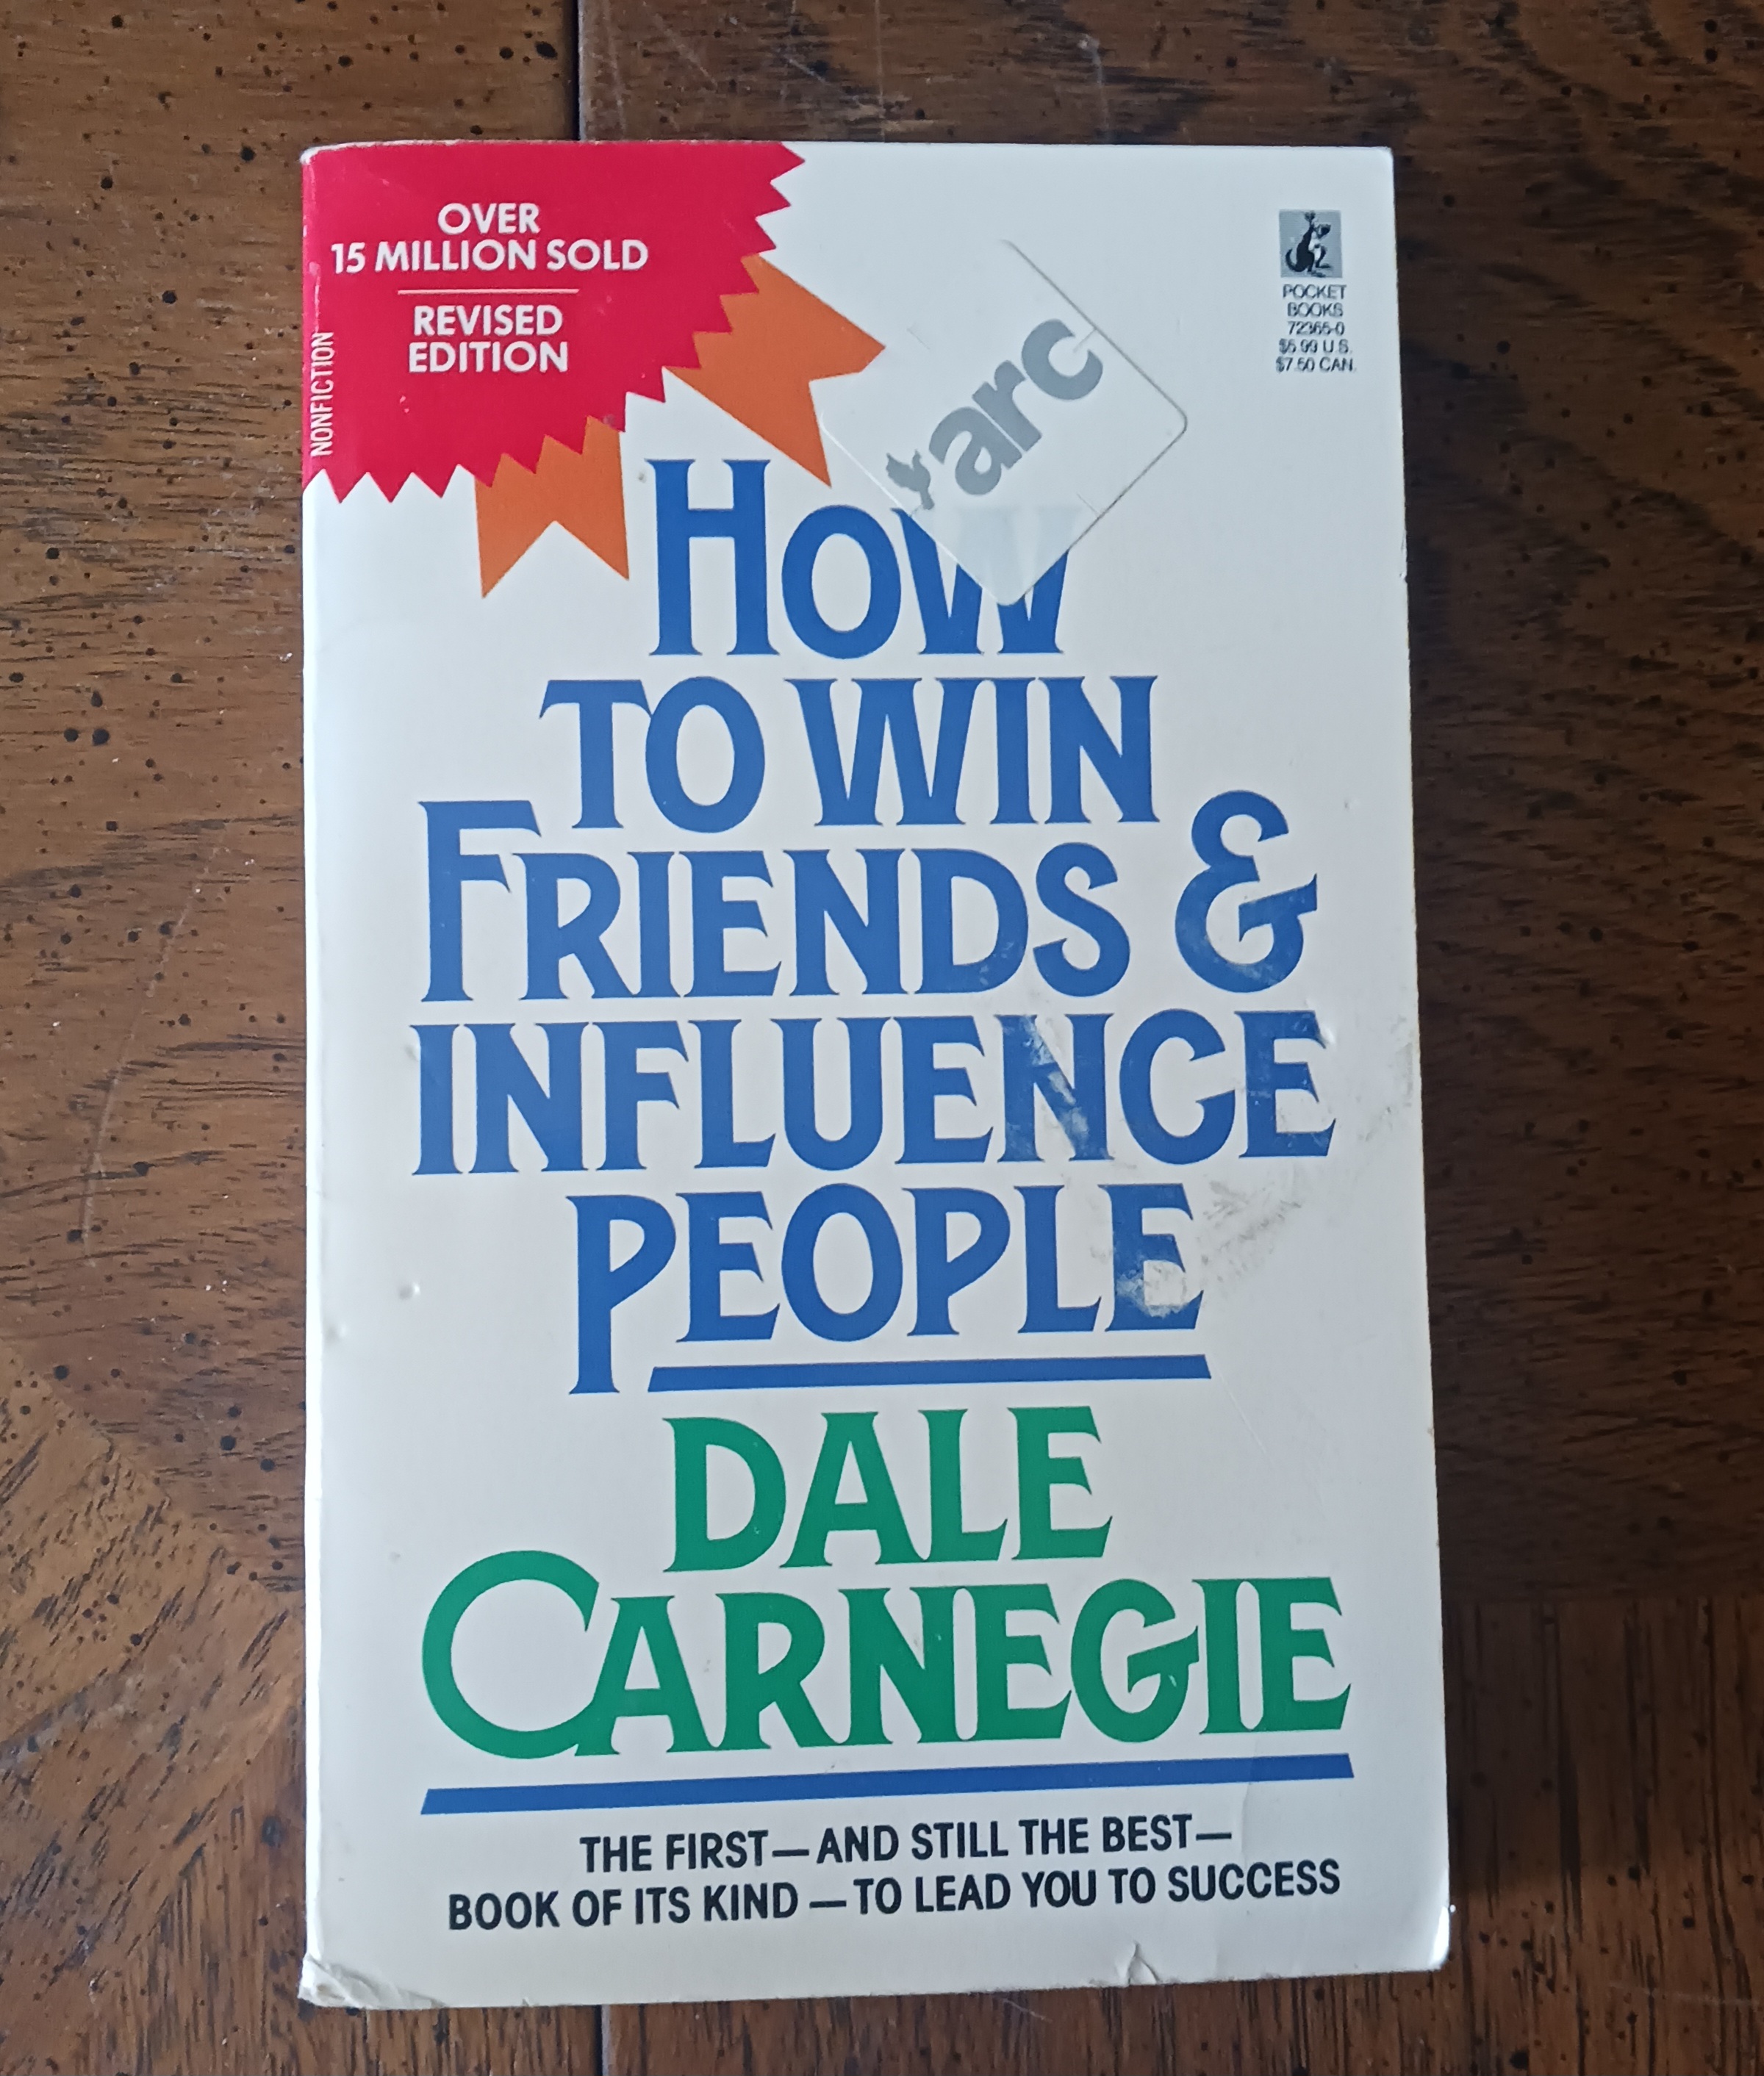 OVER
15 MILLION SOLD
REVISED
EDITION
NONFICTION
arc
POCKET
BOOKS
72365-0
$5.99 U.S.
$7.50 CAN.
HOW
TO WIN
FRIENDS &
INFLUENCE
PEOPLE
DALE
CARNEGIE
THE FIRST—AND STILL THE BEST—
BOOK OF ITS KIND—TO LEAD YOU TO SUCCESS